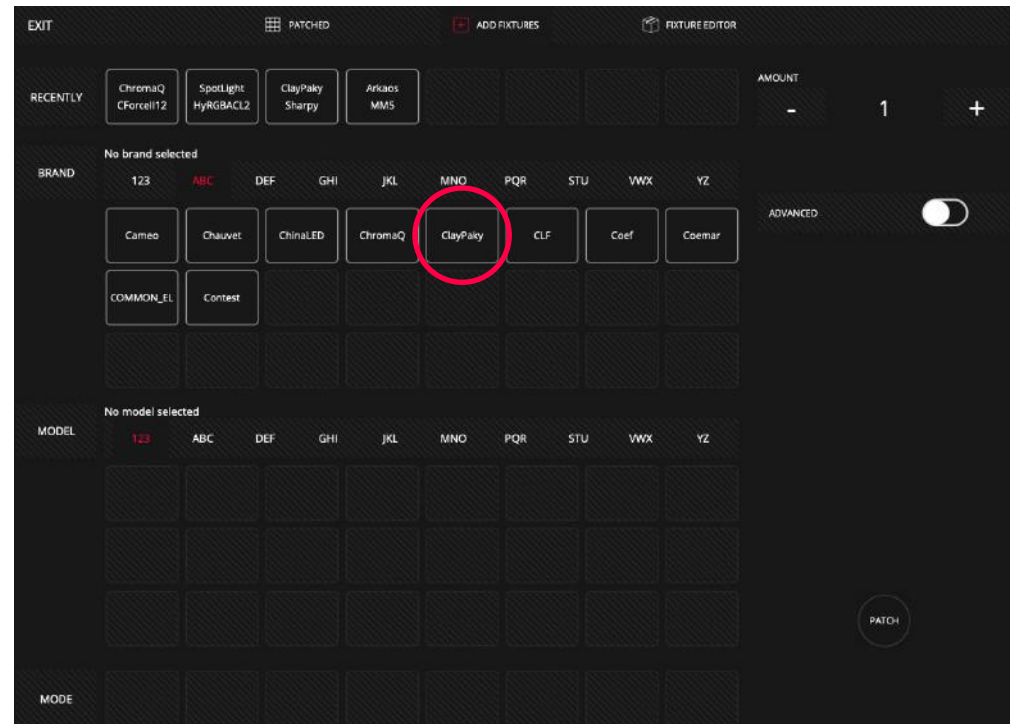 EXIT PATCHED ADD FIXTURES FIXTURE EDITOR
RECENTLY
ChromaQ CForcell12
SpotLight HyRGBACL2
ClayPaky Sharpy
Arkaos MM5
AMOUNT
- 1 +
BRAND
No brand selected
123 ABC DEF GHI JKL MNO PQR STU VWX YZ
Cameo Chauvet ChinaLED ChromaQ ClayPaky CLF Coef Coemar
COMMON_EL Contest
ADVANCED
MODEL
No model selected
123 ABC DEF GHI JKL MNO PQR STU VWX YZ
PATCH
MODE